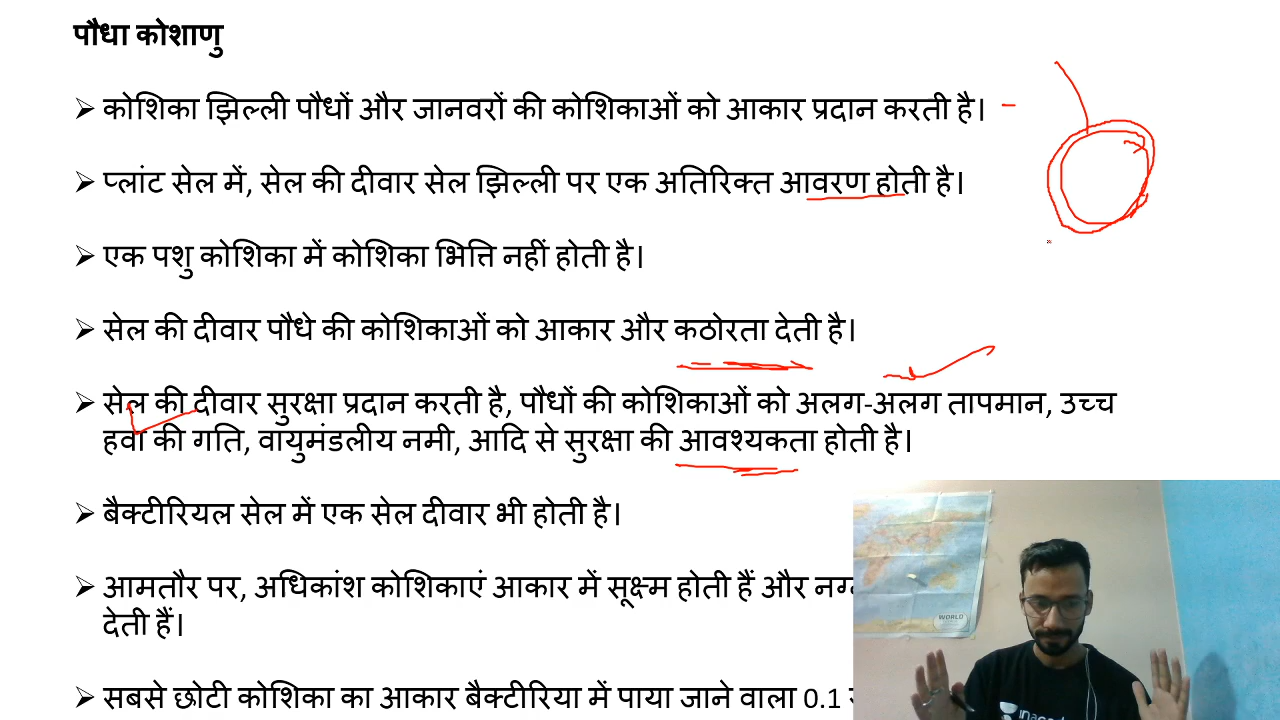 पौधा कोशाणु
➢ कोशिका झिल्ली पौधों और जानवरों की कोशिकाओं को आकार प्रदान करती है।
➢ प्लांट सेल में, सेल की दीवार सेल झिल्ली पर एक अतिरिक्त आवरण होती है।
➢ एक पशु कोशिका में कोशिका भित्ति नहीं होती है।
➢ सेल की दीवार पौधे की कोशिकाओं को आकार और कठोरता देती है।
➢ सेल की दीवार सुरक्षा प्रदान करती है, पौधों की कोशिकाओं को अलग-अलग तापमान, उच्च
हवा की गति, वायुमंडलीय नमी, आदि से सुरक्षा की आवश्यकता होती है।
➢ बैक्टीरियल सेल में एक सेल दीवार भी होती है।
➢ आमतौर पर, अधिकांश कोशिकाएं आकार में सूक्ष्म होती हैं और
देती हैं।
➢ सबसे छोटी कोशिका का आकार बैक्टीरिया में पाया जाने वाला 0.1
WORLD